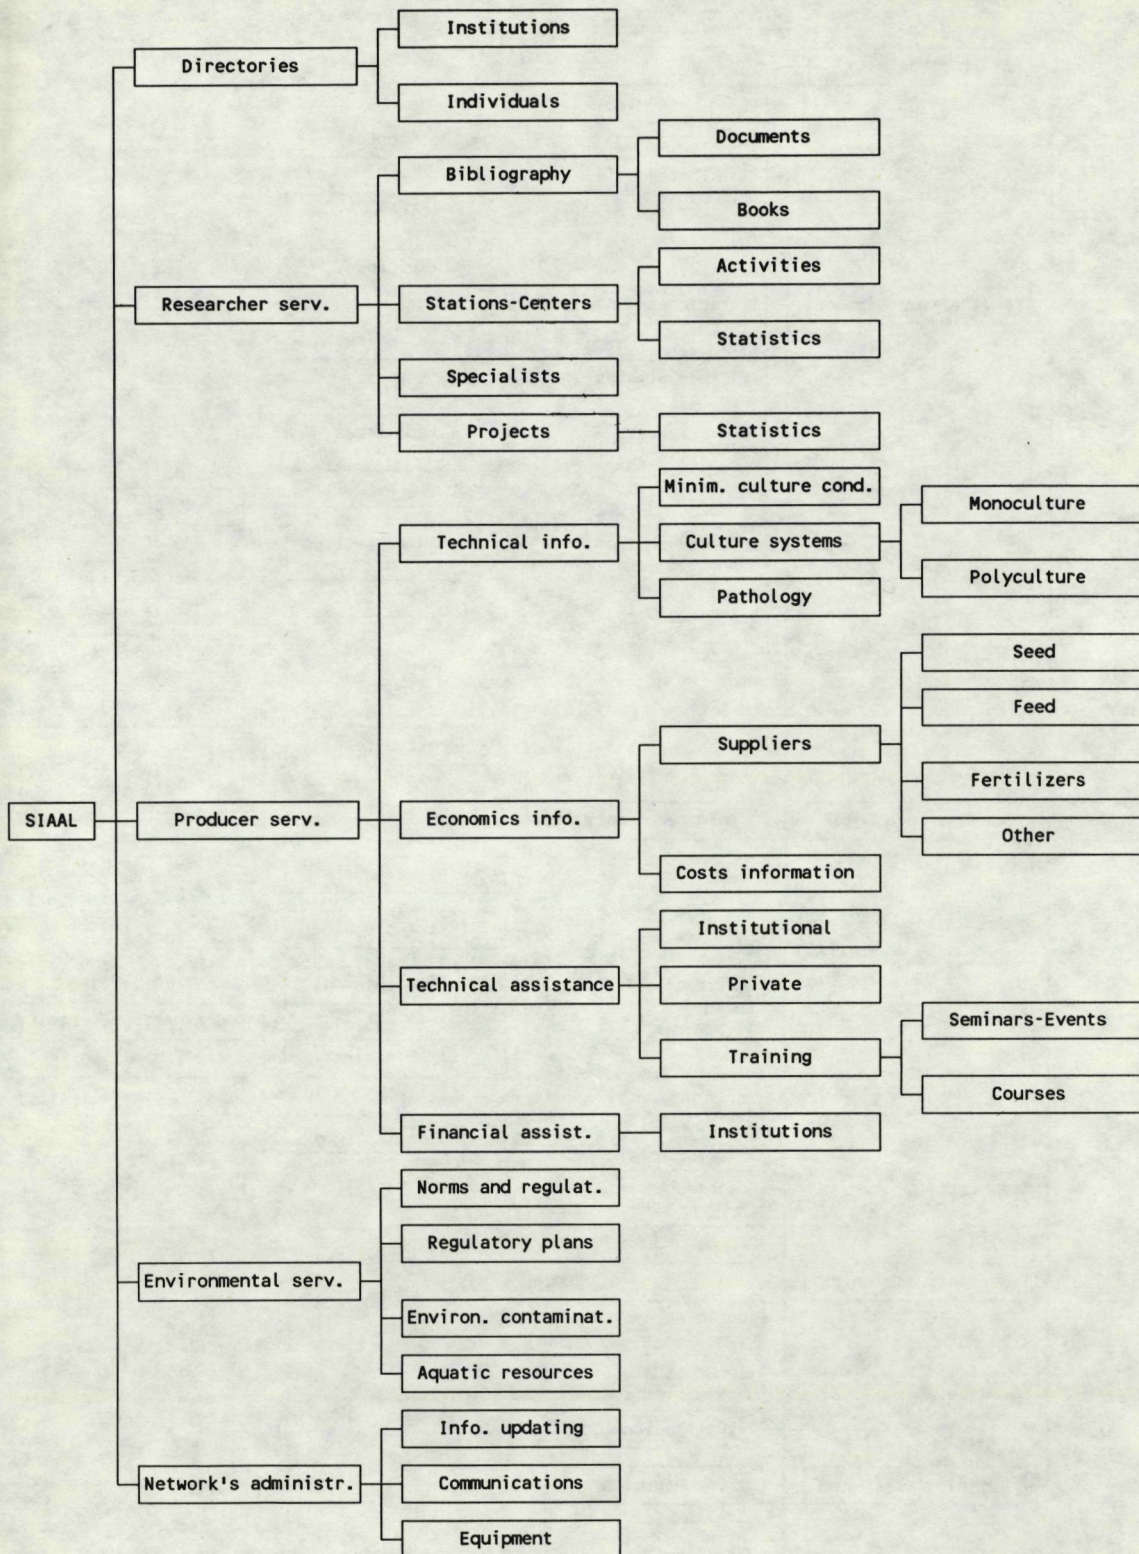 Institutions
Directories
Individuals
Documents
Bibliography
Books
Activities
Researcher serv.
Stations-Centers
Statistics
Specialists
Projects
Statistics
Minim. culture cond.
Monoculture
Technical info.
Culture systems
Polyculture
Pathology
Seed
Feed
Suppliers
Fertilizers
SIAAL
Producer serv.
Economics info.
Other
Costs information
Institutional
Technical assistance
Private
Seminars-Events
Training
Courses
Financial assist.
Institutions
Norms and regulat.
Regulatory plans
Environmental serv.
Environ. contaminat.
Aquatic resources
Info. updating
Network's administr.
Communications
Equipment